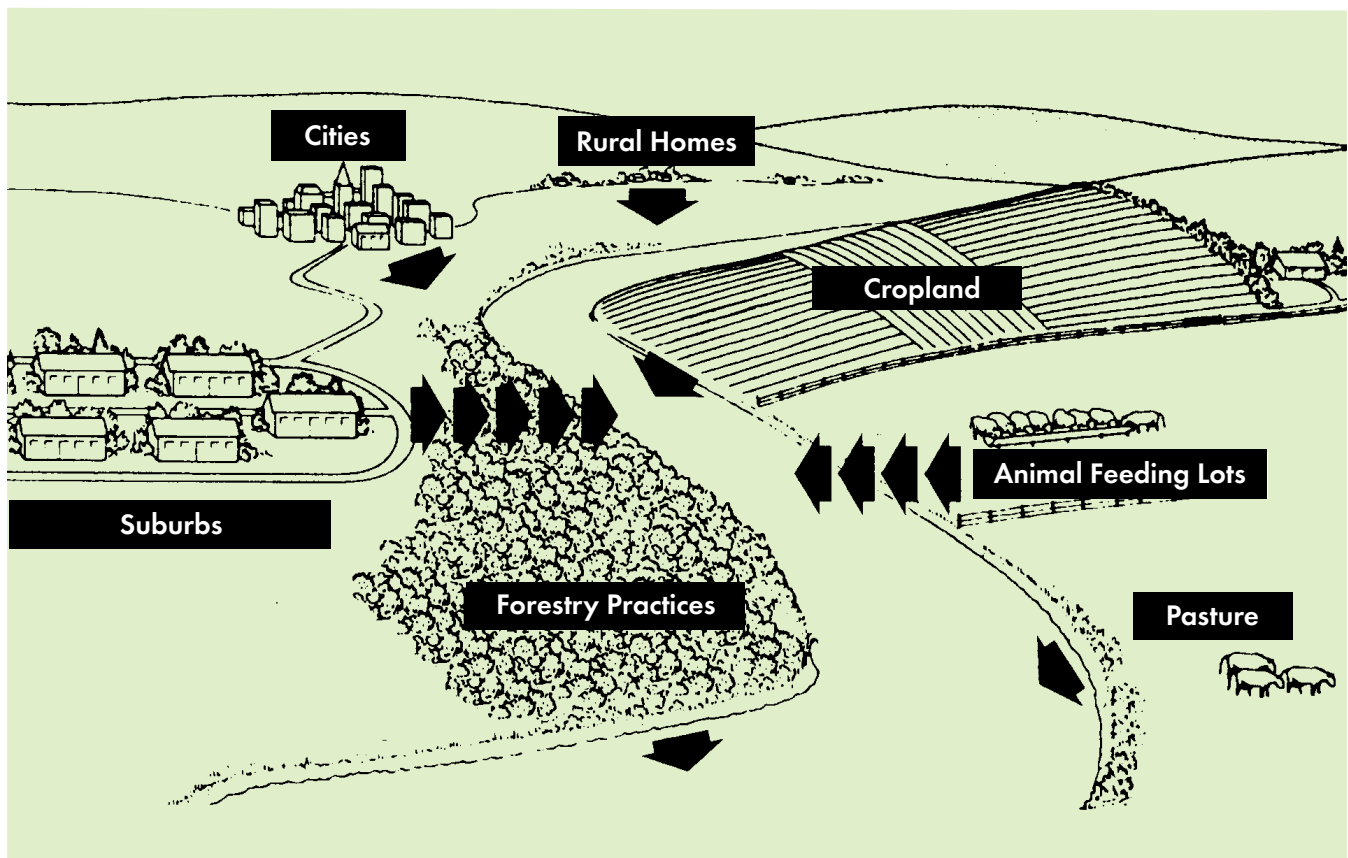 Cities
Rural Homes
Cropland
Animal Feeding Lots
Suburbs
Forestry Practices
Pasture